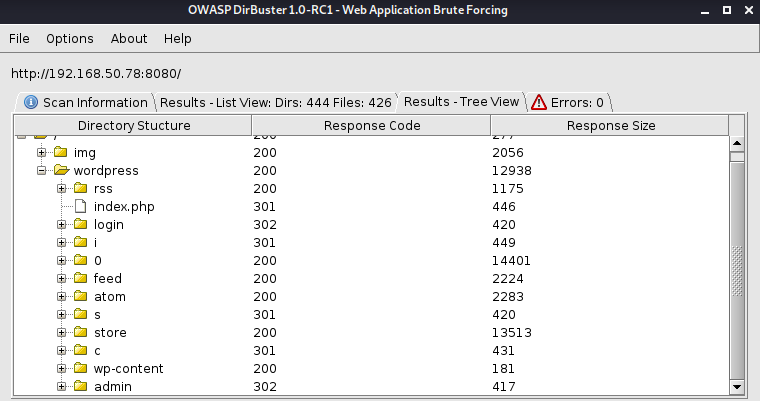 OWASP DirBuster 1.0-RC1 - Web Application Brute Forcing
File Options About Help
http://192.168.50.78:8080/
Scan Information Results - List View: Dirs: 444 Files: 426 Results - Tree View Errors: 0
Directory Stucture Response Code Response Size
/ 200 277
img 200 2056
wordpress 200 12938
rss 200 1175
index.php 301 446
login 302 420
i 301 449
0 200 14401
feed 200 2224
atom 200 2283
s 301 420
store 200 13513
c 301 431
wp-content 200 181
admin 302 417